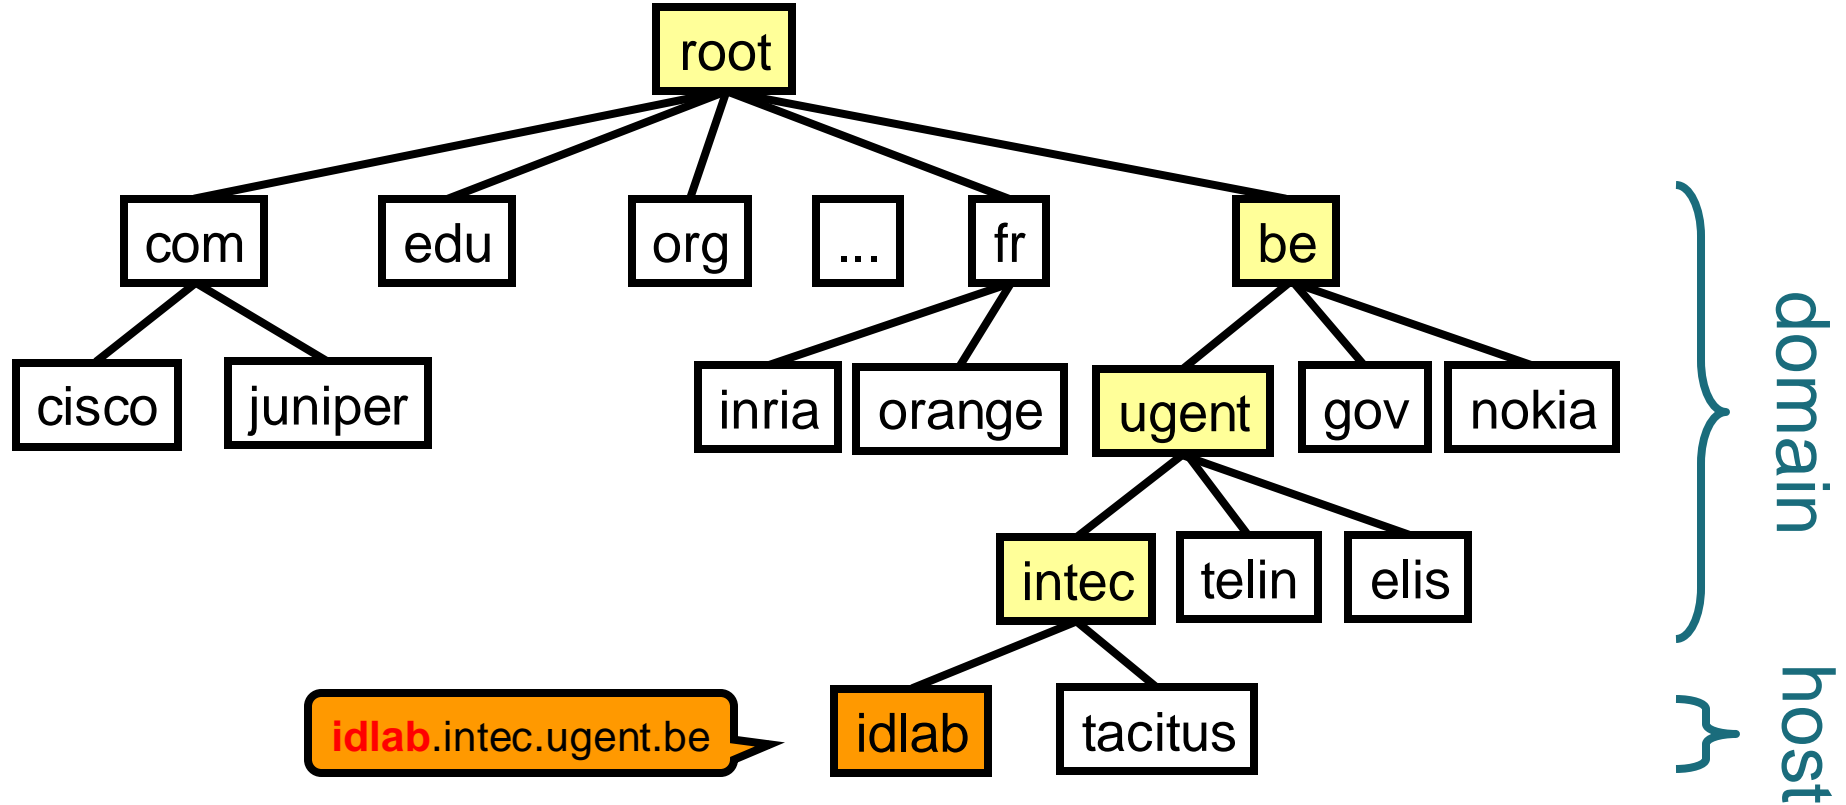 root
com
edu
org
...
fr
be
cisco
juniper
inria
orange
ugent
gov
nokia
intec
telin
elis
idlab.intec.ugent.be
idlab
tacitus
domain
host